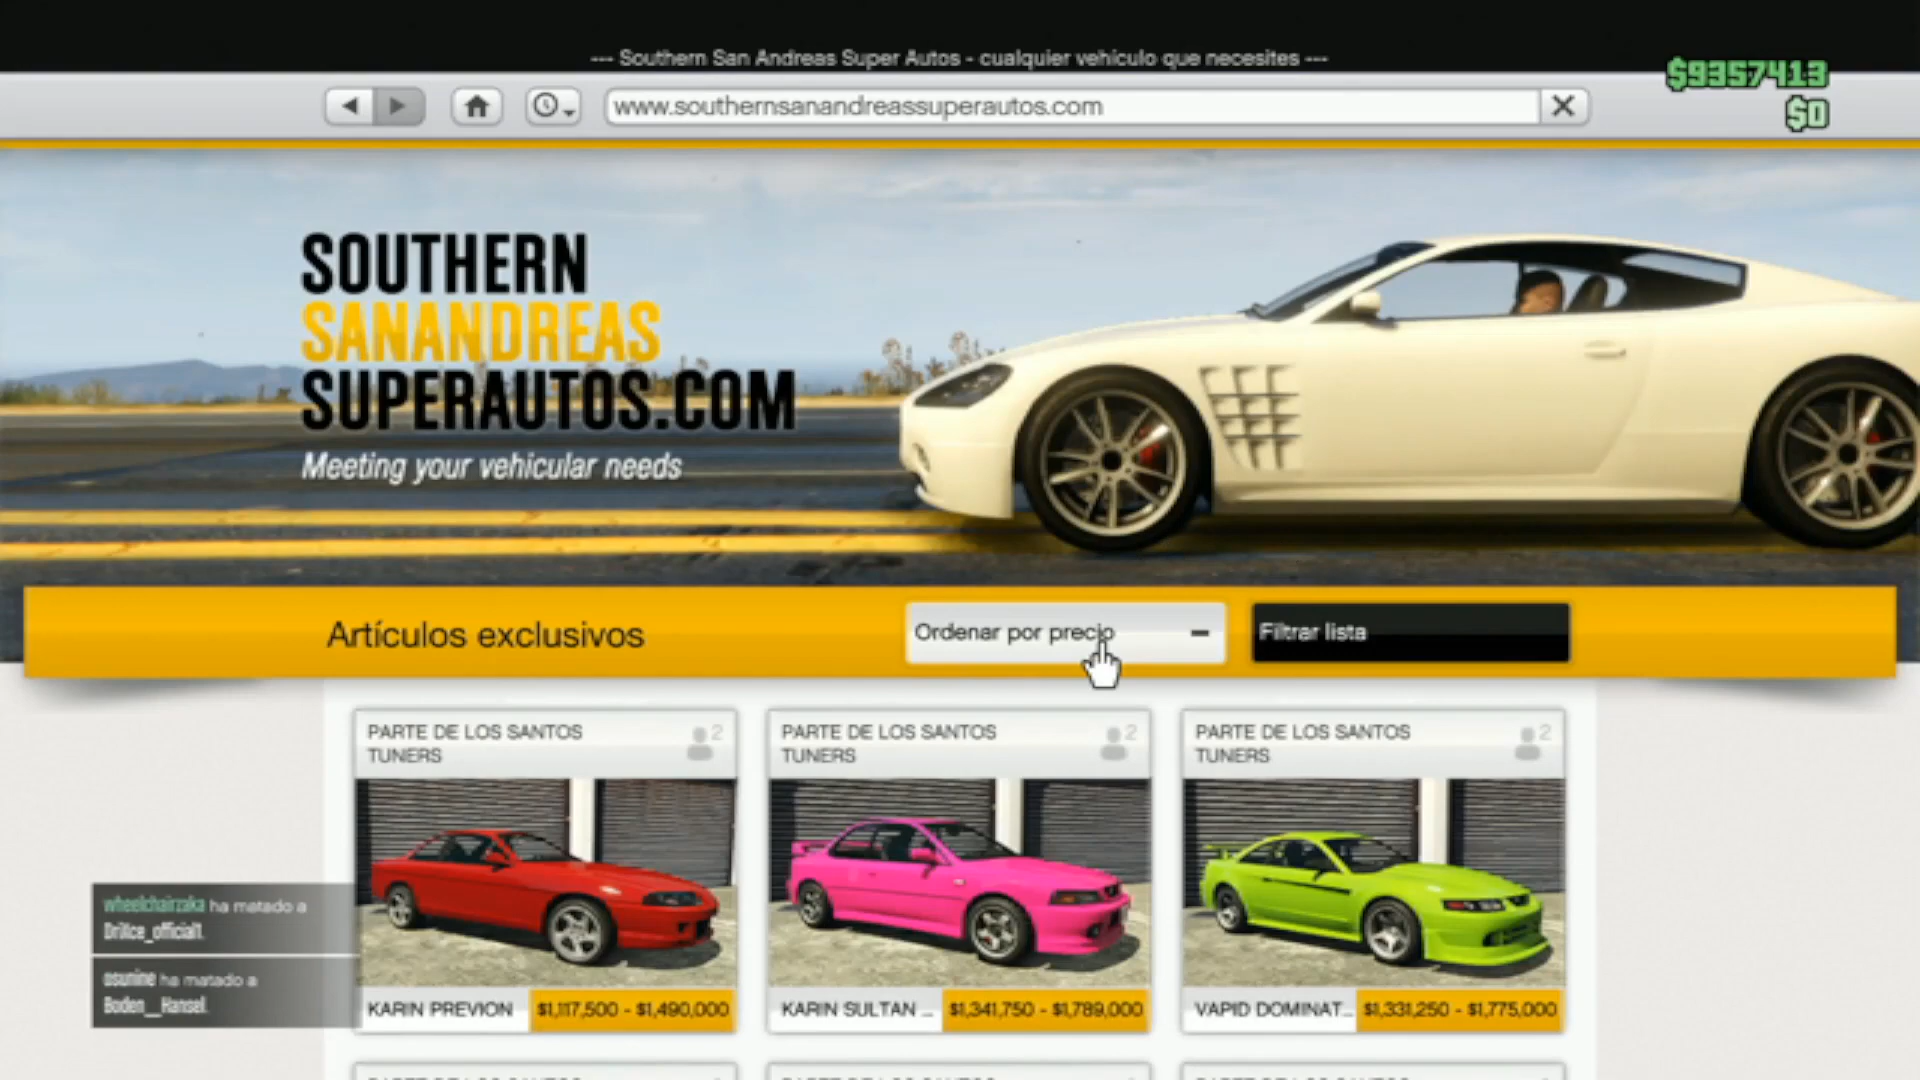 --- Southern San Andreas Super Autos - cualquier vehículo que necesites ---
$9357413
www.southernsanandreassuperautos.com
$0
SOUTHERN
SANANDREAS
SUPERAUTOS.COM
Meeting your vehicular needs
Artículos exclusivos
Ordenar por precio
Filtrar lista
PARTE DE LOS SANTOS
TUNERS
2
PARTE DE LOS SANTOS
TUNERS
2
PARTE DE LOS SANTOS
TUNERS
2
wheelchairzaka ha matado a
osunine ha matado a
Boden__Hansel.
KARIN PREVION
$1,117,500 - $1,490,000
KARIN SULTAN ...
$1,341,750 - $1,789,000
VAPID DOMINAT...
$1,331,250 - $1,775,000